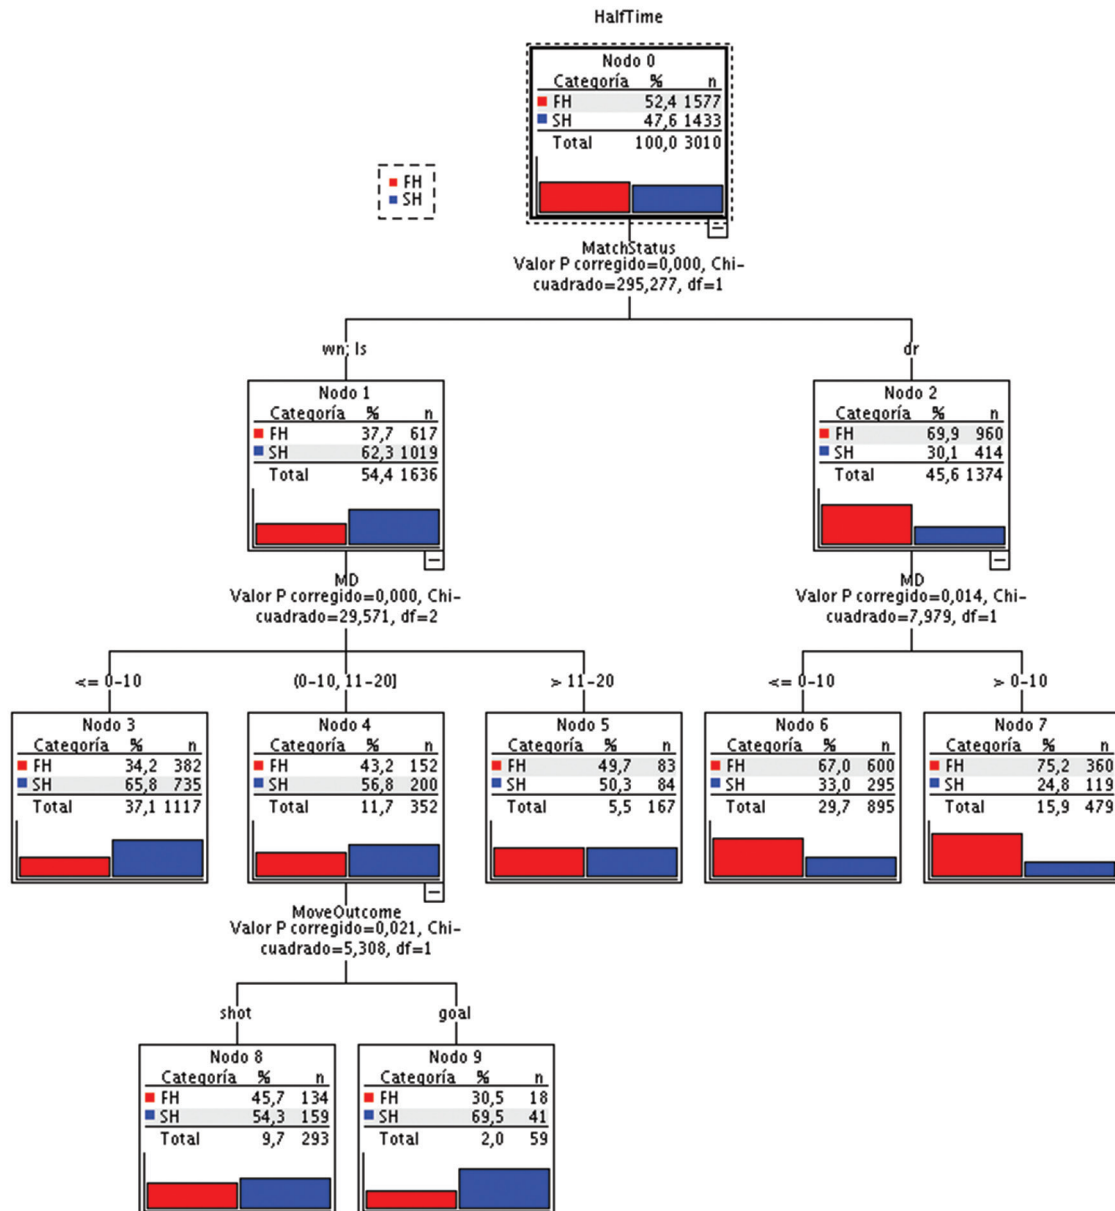 HalfTime
Nodo 0
Categoría % n
FH 52,4 1577
SH 47,6 1433
Total 100,0 3010
FH
SH
MatchStatus
Valor P corregido=0,000, Chi-
cuadrado=295,277, df=1
wn; ls
dr
Nodo 1
Categoría % n
FH 37,7 617
SH 62,3 1019
Total 54,4 1636
Nodo 2
Categoría % n
FH 69,9 960
SH 30,1 414
Total 45,6 1374
MD
Valor P corregido=0,000, Chi-
cuadrado=29,571, df=2
MD
Valor P corregido=0,014, Chi-
cuadrado=7,979, df=1
<= 0-10
(0-10, 11-20]
> 11-20
<= 0-10
> 0-10
Nodo 3
Categoría % n
FH 34,2 382
SH 65,8 735
Total 37,1 1117
Nodo 4
Categoría % n
FH 43,2 152
SH 56,8 200
Total 11,7 352
Nodo 5
Categoría % n
FH 49,7 83
SH 50,3 84
Total 5,5 167
Nodo 6
Categoría % n
FH 67,0 600
SH 33,0 295
Total 29,7 895
Nodo 7
Categoría % n
FH 75,2 360
SH 24,8 119
Total 15,9 479
MoveOutcome
Valor P corregido=0,021, Chi-
cuadrado=5,308, df=1
shot
goal
Nodo 8
Categoría % n
FH 45,7 134
SH 54,3 159
Total 9,7 293
Nodo 9
Categoría % n
FH 30,5 18
SH 69,5 41
Total 2,0 59